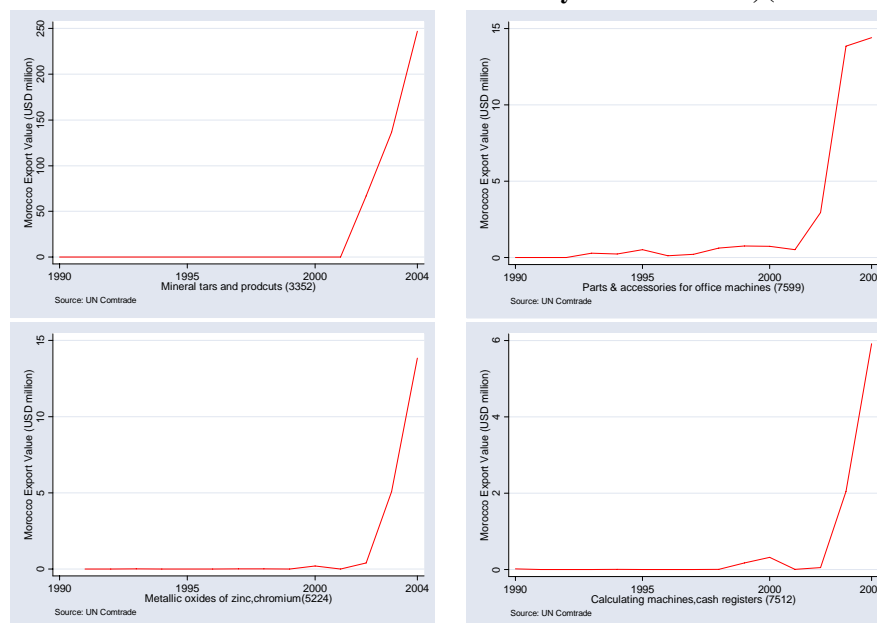 Morocco Export Value (USD million)
250
200
150
100
50
0
1990 1995 2000 2004
Mineral tars and prodcuts (3352)
Source: UN Comtrade
Morocco Export Value (USD million)
15
10
5
0
1990 1995 2000 200
Parts & accessories for office machines (7599)
Source: UN Comtrade
Morocco Export Value (USD million)
15
10
5
0
1990 1995 2000 2004
Metallic oxides of zinc,chromium(5224)
Source: UN Comtrade
Morocco Export Value (USD million)
6
4
2
0
1990 1995 2000 200
Calculating machines,cash registers (7512)
Source: UN Comtrade